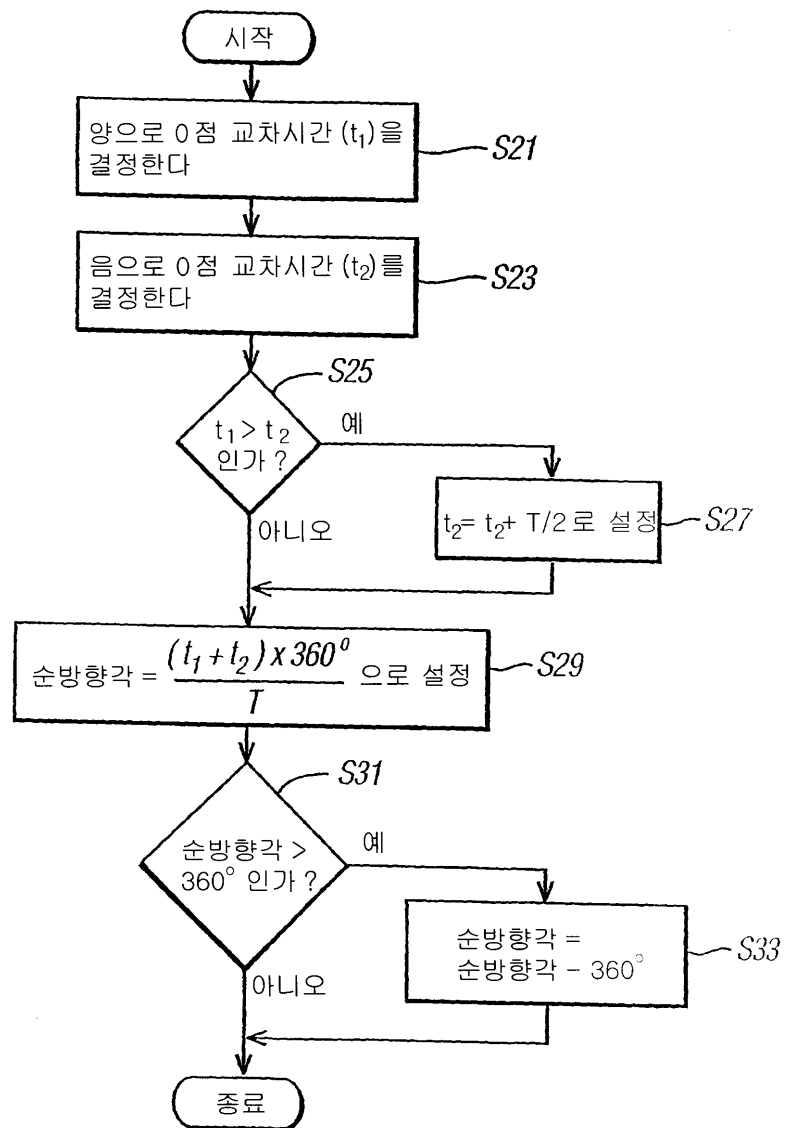 시작
양으로 0점 교차시간 (t₁)을
결정한다
S21
음으로 0점 교차시간 (t₂)를
결정한다
S23
S25
t₁ > t₂
인가 ?
예
아니오
t₂= t₂+ T/2로 설정
S27
순방향각 = (t₁ + t₂) x 360⁰ / T 으로 설정
S29
S31
순방향각 >
360° 인가 ?
예
아니오
순방향각 =
순방향각 - 360°
S33
종료